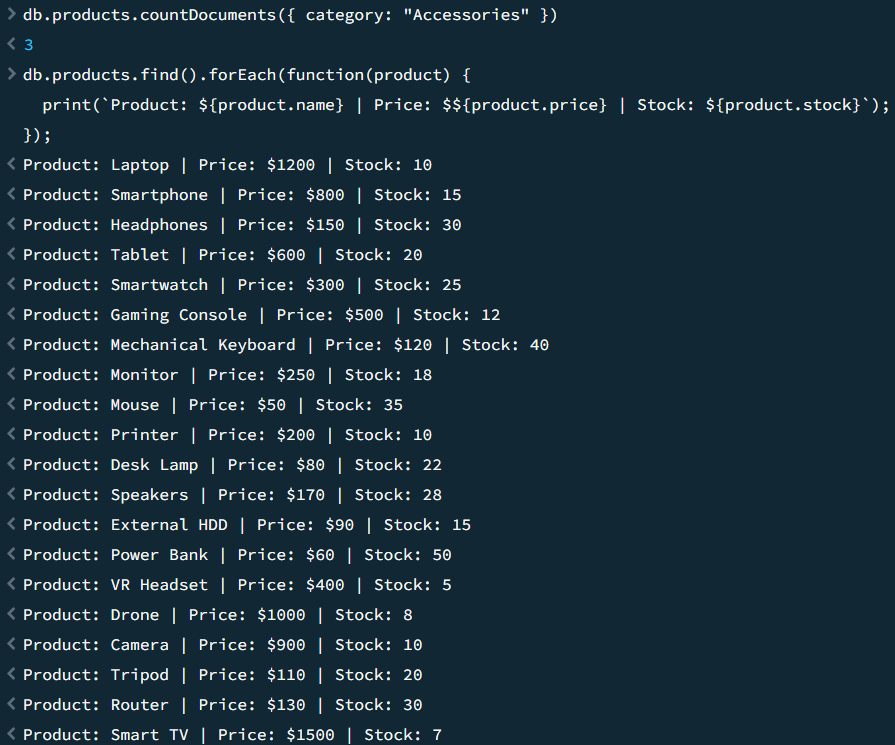 > db.products.countDocuments({ category: "Accessories" })
< 3
> db.products.find().forEach(function(product) {
    print(`Product: ${product.name} | Price: $${product.price} | Stock: ${product.stock}`);
  });
< Product: Laptop | Price: $1200 | Stock: 10
< Product: Smartphone | Price: $800 | Stock: 15
< Product: Headphones | Price: $150 | Stock: 30
< Product: Tablet | Price: $600 | Stock: 20
< Product: Smartwatch | Price: $300 | Stock: 25
< Product: Gaming Console | Price: $500 | Stock: 12
< Product: Mechanical Keyboard | Price: $120 | Stock: 40
< Product: Monitor | Price: $250 | Stock: 18
< Product: Mouse | Price: $50 | Stock: 35
< Product: Printer | Price: $200 | Stock: 10
< Product: Desk Lamp | Price: $80 | Stock: 22
< Product: Speakers | Price: $170 | Stock: 28
< Product: External HDD | Price: $90 | Stock: 15
< Product: Power Bank | Price: $60 | Stock: 50
< Product: VR Headset | Price: $400 | Stock: 5
< Product: Drone | Price: $1000 | Stock: 8
< Product: Camera | Price: $900 | Stock: 10
< Product: Tripod | Price: $110 | Stock: 20
< Product: Router | Price: $130 | Stock: 30
< Product: Smart TV | Price: $1500 | Stock: 7